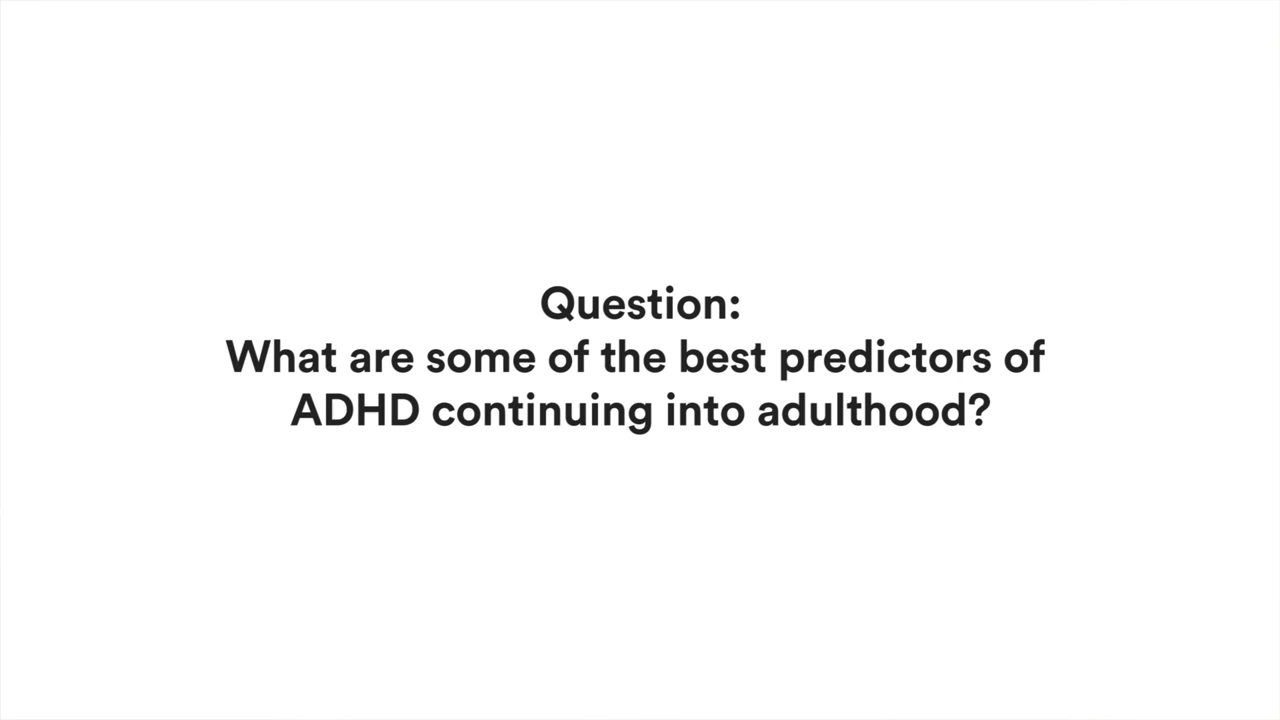 Question:
What are some of the best predictors of
ADHD continuing into adulthood?